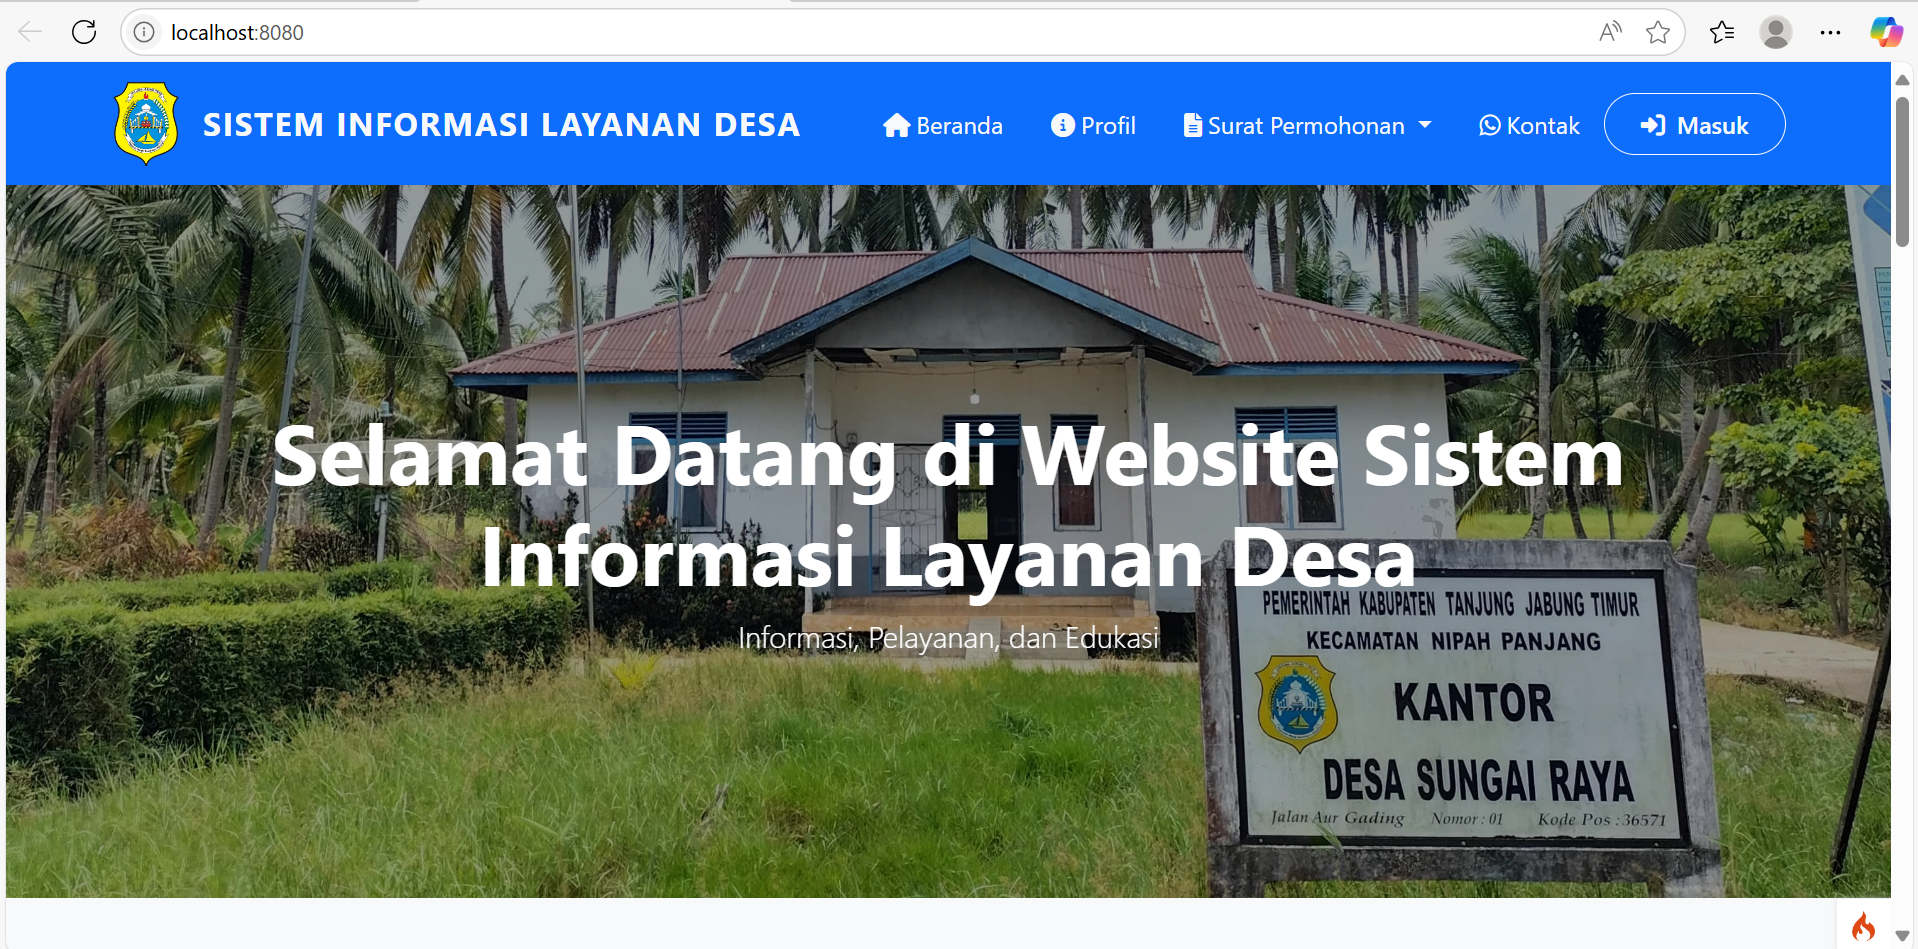 localhost:8080
SISTEM INFORMASI LAYANAN DESA
Beranda
Profil
Surat Permohonan
Kontak
Masuk
Selamat Datang di Website Sistem
Informasi Layanan Desa
Informasi, Pelayanan, dan Edukasi
PEMERINTAH KABUPATEN TANJUNG JABUNG TIMUR
KECAMATAN NIPAH PANJANG
KANTOR
DESA SUNGAI RAYA
Jalan Aur Gading Nomor : 01 Kode Pos : 36571